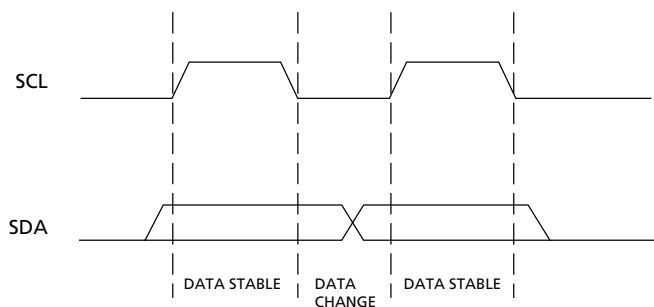 SCL
SDA
DATA STABLE
DATA
CHANGE
DATA STABLE